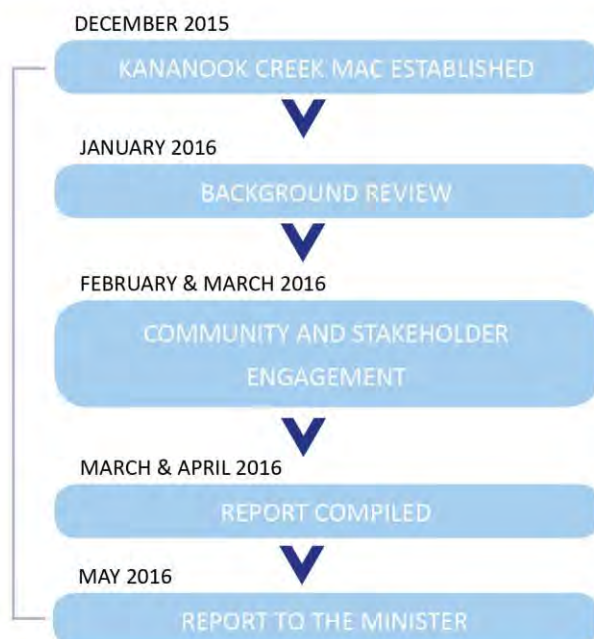 DECEMBER 2015
KANANOOK CREEK MAC ESTABLISHED
JANUARY 2016
BACKGROUND REVIEW
FEBRUARY & MARCH 2016
COMMUNITY AND STAKEHOLDER
ENGAGEMENT
MARCH & APRIL 2016
REPORT COMPILED
MAY 2016
REPORT TO THE MINISTER